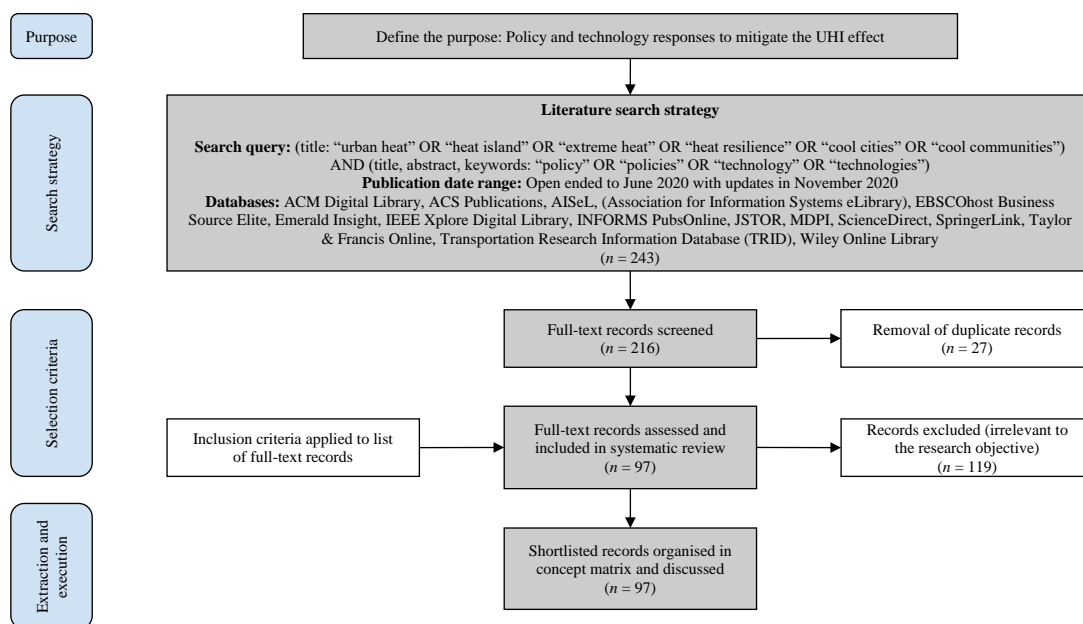 Purpose
Define the purpose: Policy and technology responses to mitigate the UHI effect
Search strategy
Literature search strategy
Search query: (title: “urban heat” OR “heat island” OR “extreme heat” OR “heat resilience” OR “cool cities” OR “cool communities”)
AND (title, abstract, keywords: “policy” OR “policies” OR “technology” OR “technologies”)
Publication date range: Open ended to June 2020 with updates in November 2020
Databases: ACM Digital Library, ACS Publications, AISeL, (Association for Information Systems eLibrary), EBSCOhost Business
Source Elite, Emerald Insight, IEEE Xplore Digital Library, INFORMS PubsOnline, JSTOR, MDPI, ScienceDirect, SpringerLink, Taylor
& Francis Online, Transportation Research Information Database (TRID), Wiley Online Library
(n = 243)
Selection criteria
Full-text records screened
(n = 216)
Removal of duplicate records
(n = 27)
Inclusion criteria applied to list
of full-text records
Full-text records assessed and
included in systematic review
(n = 97)
Records excluded (irrelevant to
the research objective)
(n = 119)
Extraction and
execution
Shortlisted records organised in
concept matrix and discussed
(n = 97)